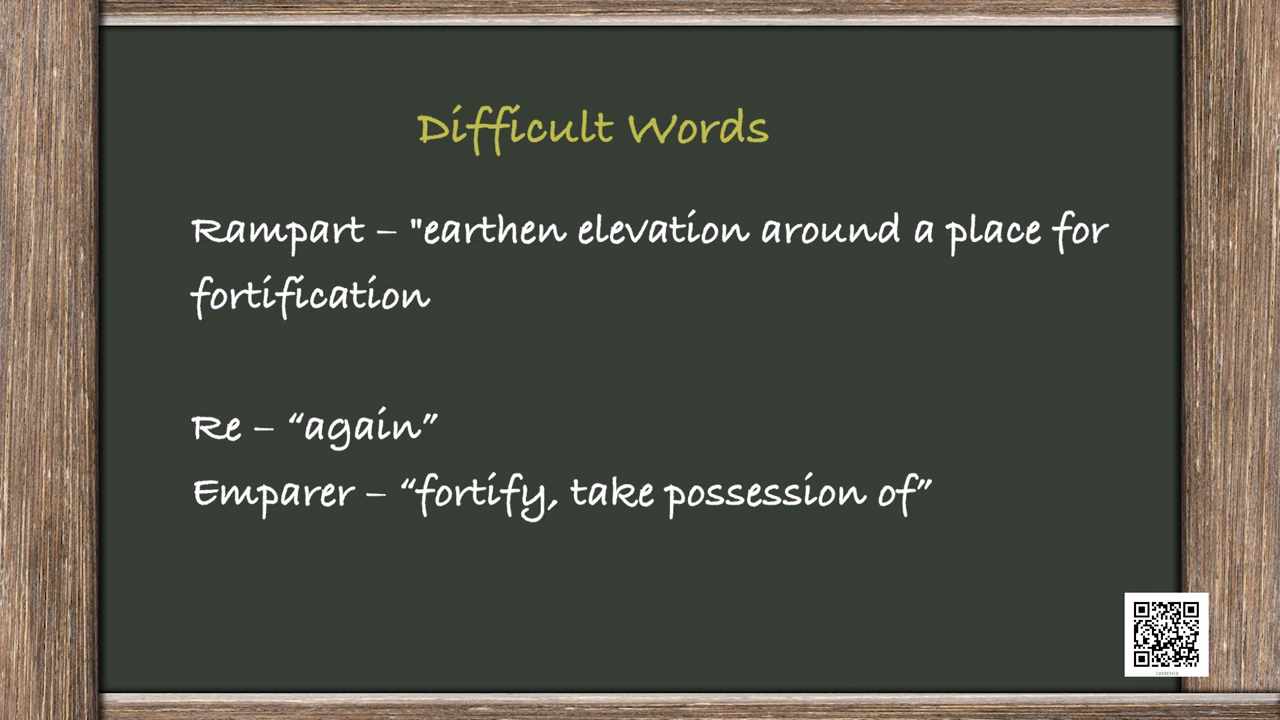 Difficult Words
Rampart – "earthen elevation around a place for
fortification
Re – “again”
Emparer – “fortify, take possession of”